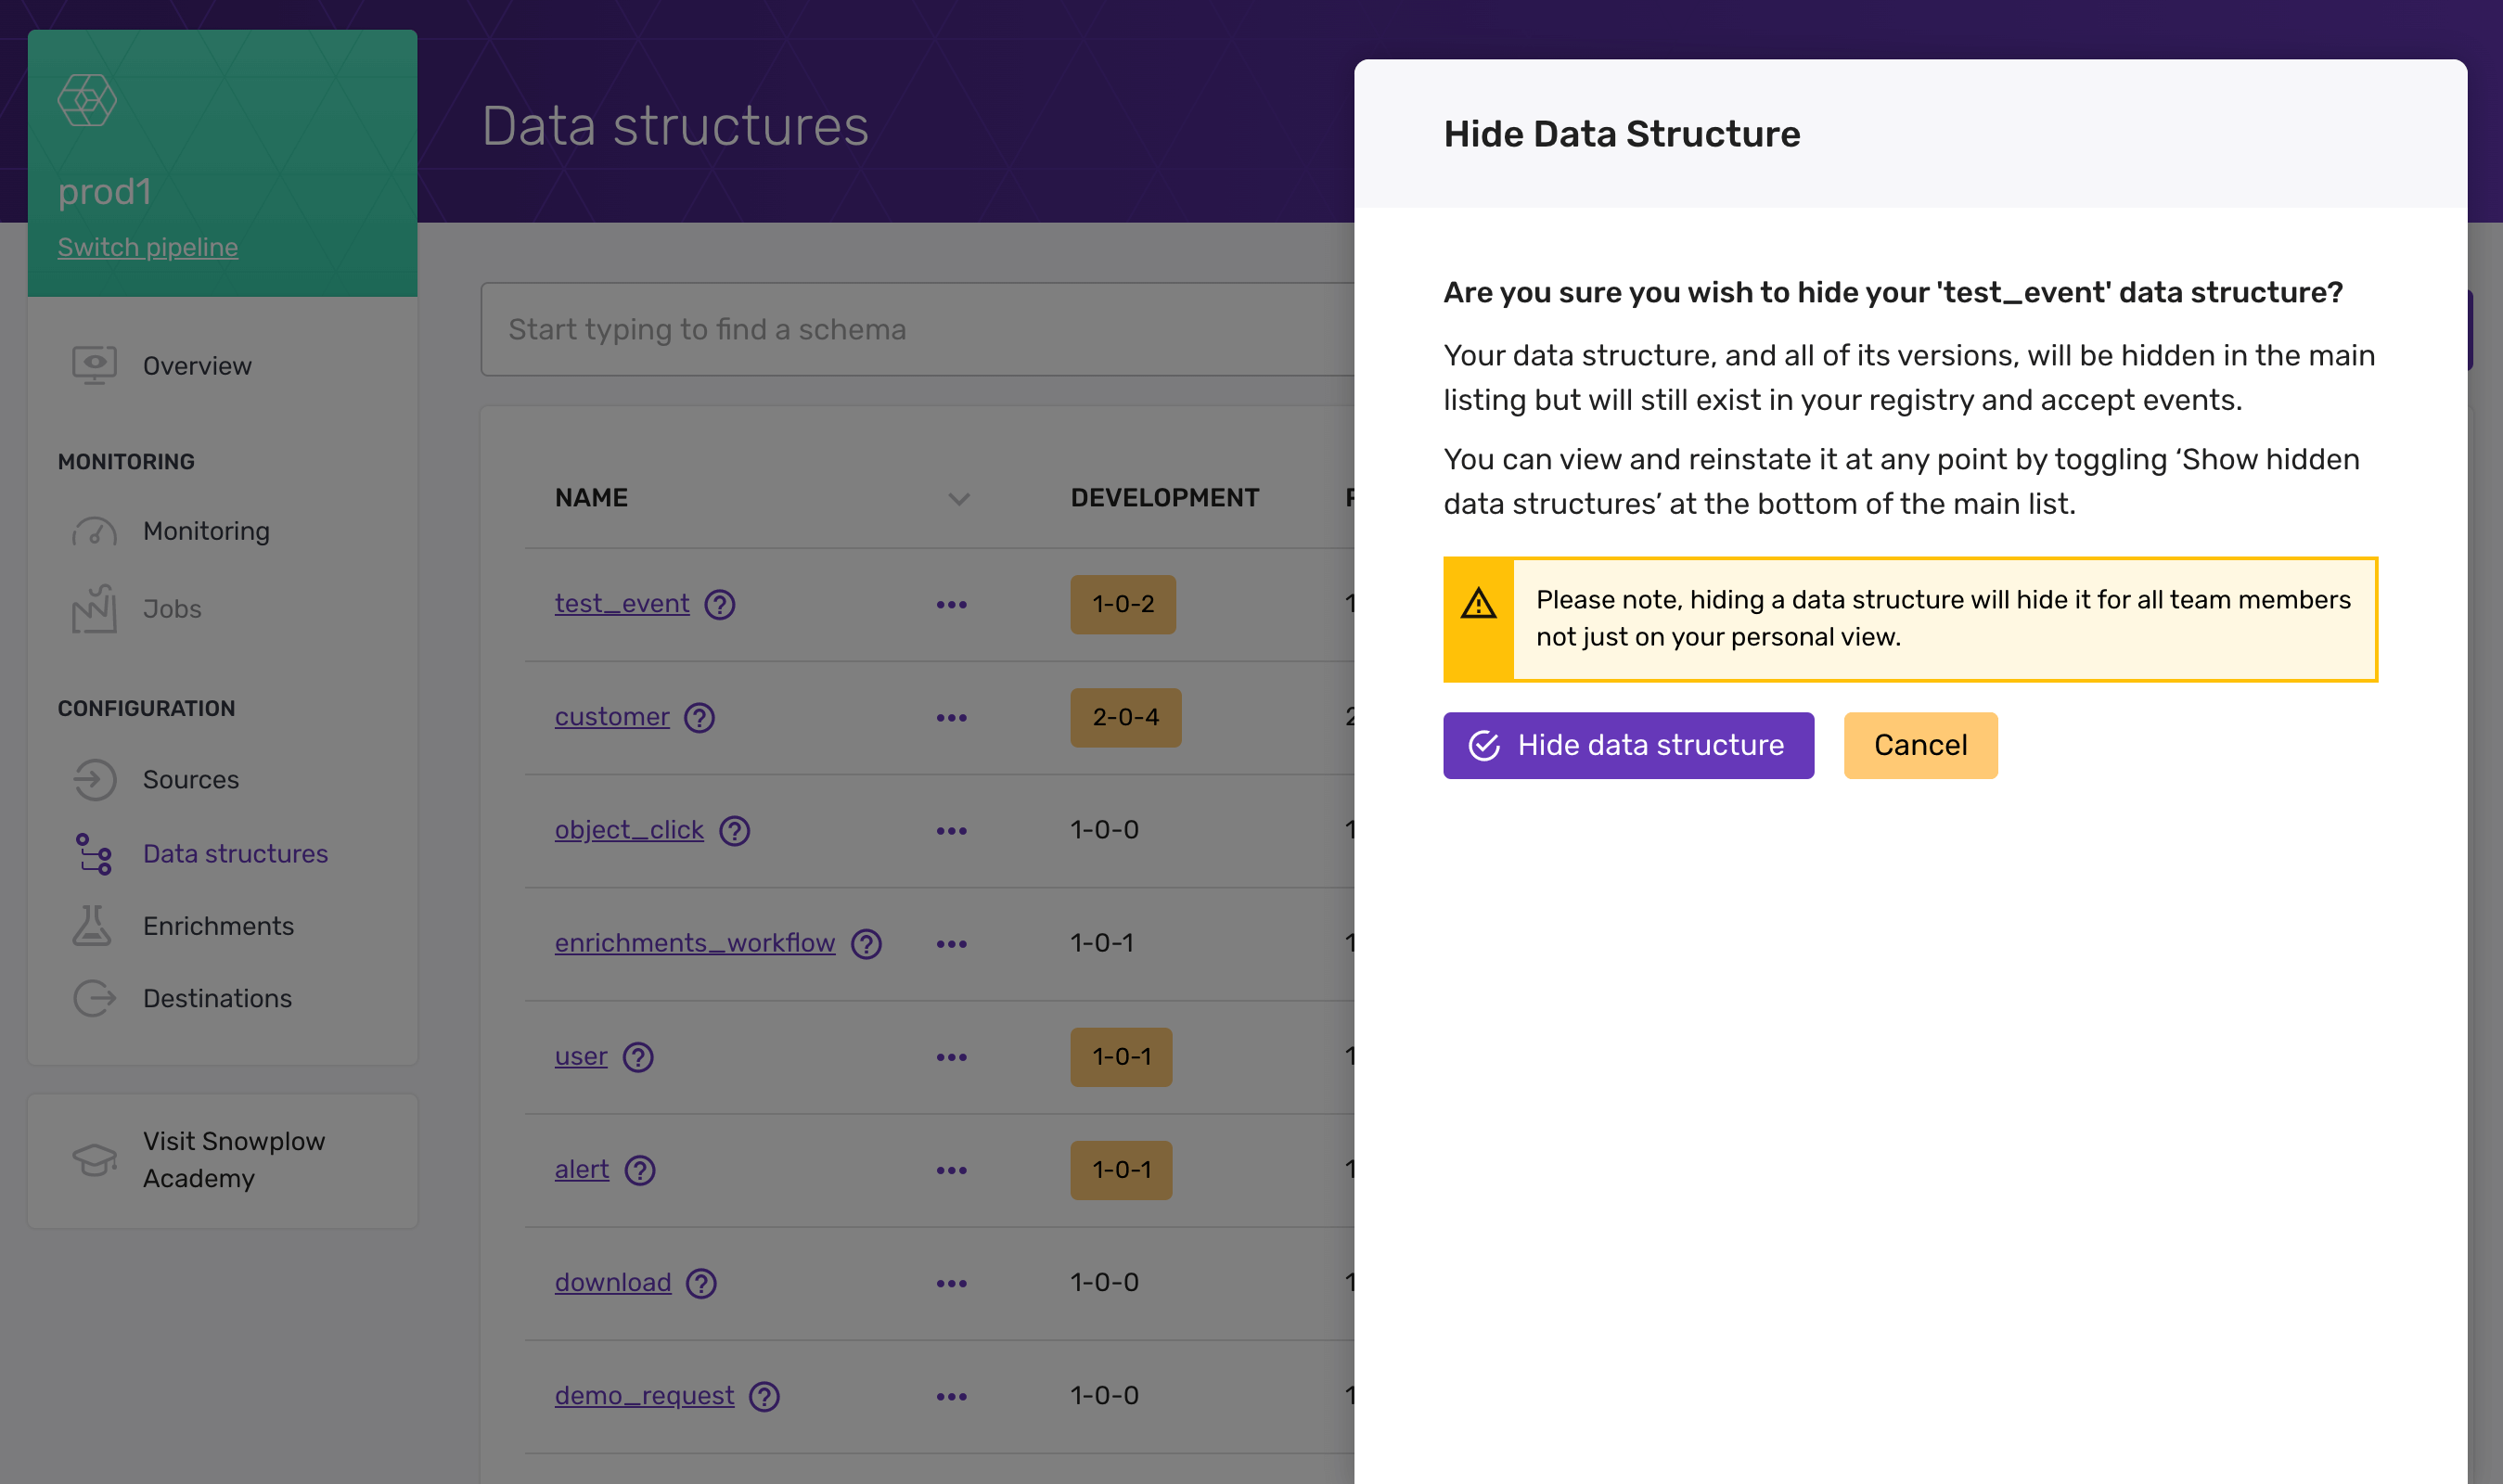 prod1
Switch pipeline
Overview
MONITORING
Monitoring
Jobs
CONFIGURATION
Sources
Data structures
Enrichments
Destinations
Visit Snowplow
Academy
Data structures
Start typing to find a schema
NAME DEVELOPMENT
test_event 1-0-2
customer 2-0-4
object_click 1-0-0
enrichments_workflow 1-0-1
user 1-0-1
alert 1-0-1
download 1-0-0
demo_request 1-0-0
Hide Data Structure
Are you sure you wish to hide your 'test_event' data structure?
Your data structure, and all of its versions, will be hidden in the main
listing but will still exist in your registry and accept events.
You can view and reinstate it at any point by toggling ‘Show hidden
data structures’ at the bottom of the main list.
Please note, hiding a data structure will hide it for all team members
not just on your personal view.
Hide data structure
Cancel